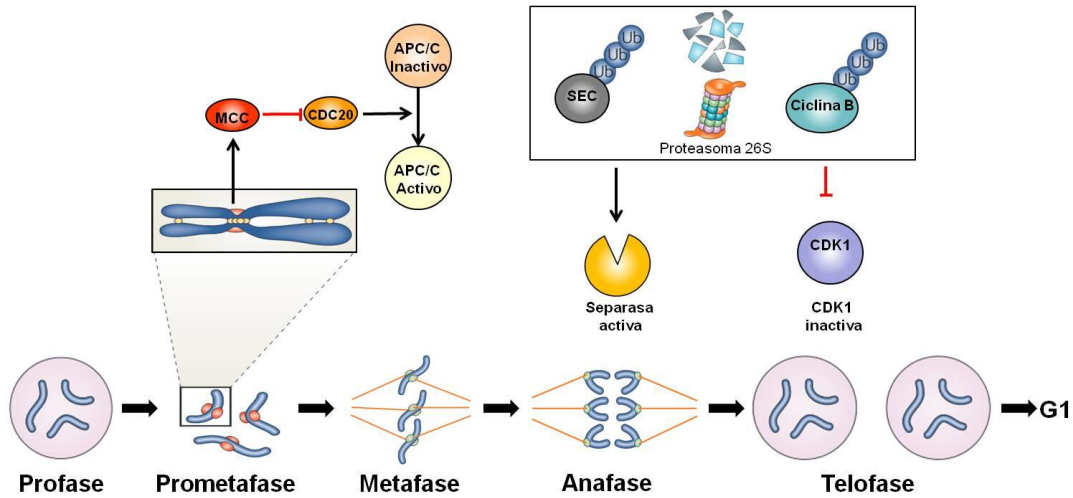 APC/C
Inactivo
MCC
CDC20
APC/C
Activo
Ub
Ub
Ub
SEC
Proteasoma 26S
Ub
Ub
Ub
Ciclina B
Separasa
activa
CDK1
CDK1
inactiva
Profase
Prometafase
Metafase
Anafase
Telofase
G1